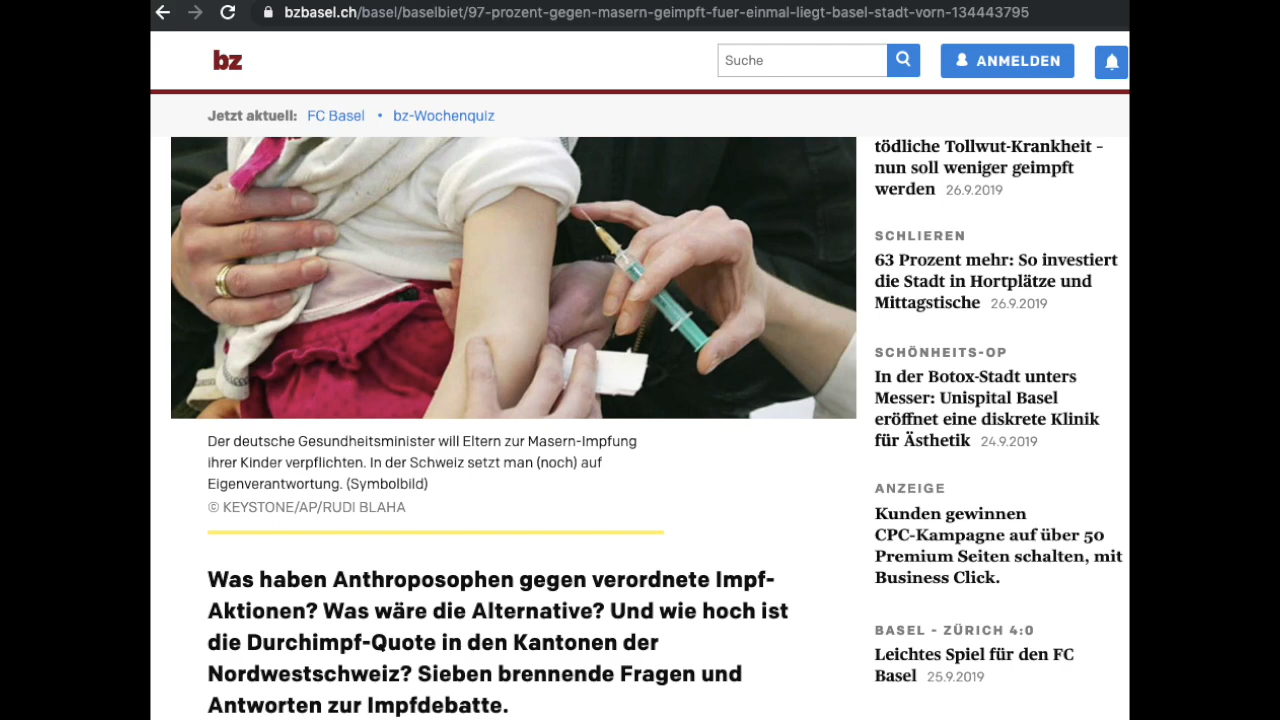 bzbasel.ch/basel/baselbiet/97-prozent-gegen-masern-geimpft-fuer-einmal-liegt-basel-stadt-vorn-134443795
bz
Suche
ANMELDEN
Jetzt aktuell: FC Basel • bz-Wochenquiz
Der deutsche Gesundheitsminister will Eltern zur Masern-Impfung
ihrer Kinder verpflichten. In der Schweiz setzt man (noch) auf
Eigenverantwortung. (Symbolbild)
© KEYSTONE/AP/RUDI BLAHA
Was haben Anthroposophen gegen verordnete Impf-
Aktionen? Was wäre die Alternative? Und wie hoch ist
die Durchimpf-Quote in den Kantonen der
Nordwestschweiz? Sieben brennende Fragen und
Antworten zur Impfdebatte.
tödliche Tollwut-Krankheit –
nun soll weniger geimpft
werden 26.9.2019
SCHLIEREN
63 Prozent mehr: So investiert
die Stadt in Hortplätze und
Mittagstische 26.9.2019
SCHÖNHEITS-OP
In der Botox-Stadt unters
Messer: Unispital Basel
eröffnet eine diskrete Klinik
für Ästhetik 24.9.2019
ANZEIGE
Kunden gewinnen
CPC-Kampagne auf über 50
Premium Seiten schalten, mit
Business Click.
BASEL - ZÜRICH 4:0
Leichtes Spiel für den FC
Basel 25.9.2019